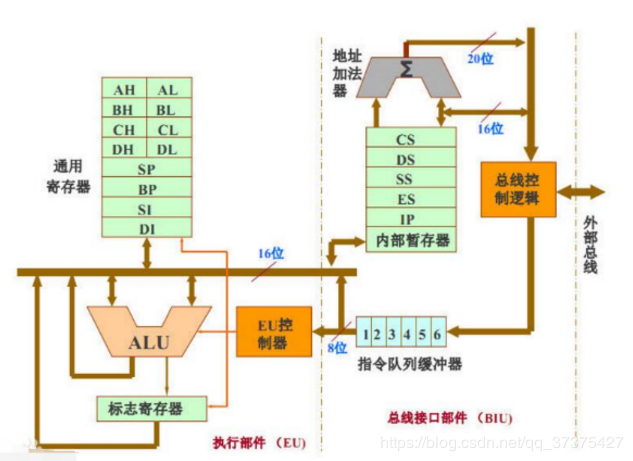 地址
加法
器
Σ
20位
16位
AH AL
BH BL
CH CL
DH DL
SP
BP
SI
DI
通用
寄存器
CS
DS
SS
ES
IP
内部暂存器
总线控
制逻辑
外
部
总
线
16位
ALU
EU控
制器
8位
1 2 3 4 5 6
指令队列缓冲器
标志寄存器
执行部件 (EU)
总线接口部件 (BIU)
https://blog.csdn.net/qq_37375427